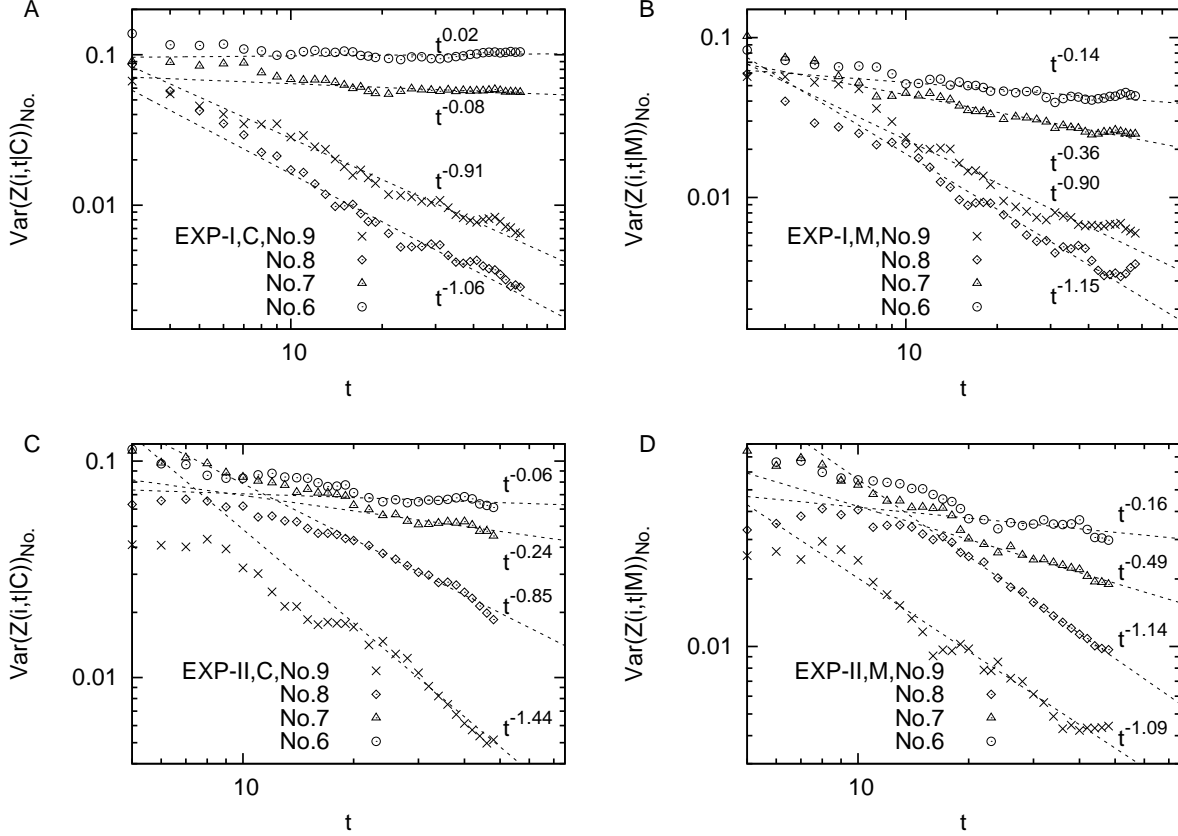 A
Var(Z(i,t|C))No.
0.1
0.01
t^0.02
t^-0.08
t^-0.91
t^-1.06
EXP-I,C,No.9
No.8
No.7
No.6
10
t
B
Var(Z(i,t|M))No.
0.1
0.01
t^-0.14
t^-0.36
t^-0.90
t^-1.15
EXP-I,M,No.9
No.8
No.7
No.6
10
t
C
Var(Z(i,t|C))No.
0.1
0.01
t^-0.06
t^-0.24
t^-0.85
t^-1.44
EXP-II,C,No.9
No.8
No.7
No.6
10
t
D
Var(Z(i,t|M))No.
0.01
t^-0.16
t^-0.49
t^-1.14
t^-1.09
EXP-II,M,No.9
No.8
No.7
No.6
10
t